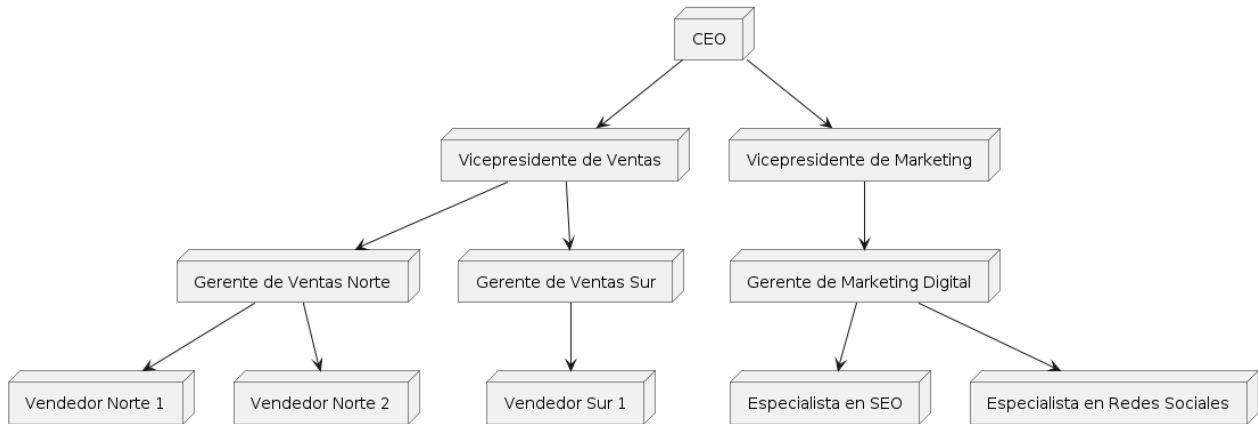 CEO
Vicepresidente de Ventas
Vicepresidente de Marketing
Gerente de Ventas Norte
Gerente de Ventas Sur
Gerente de Marketing Digital
Vendedor Norte 1
Vendedor Norte 2
Vendedor Sur 1
Especialista en SEO
Especialista en Redes Sociales